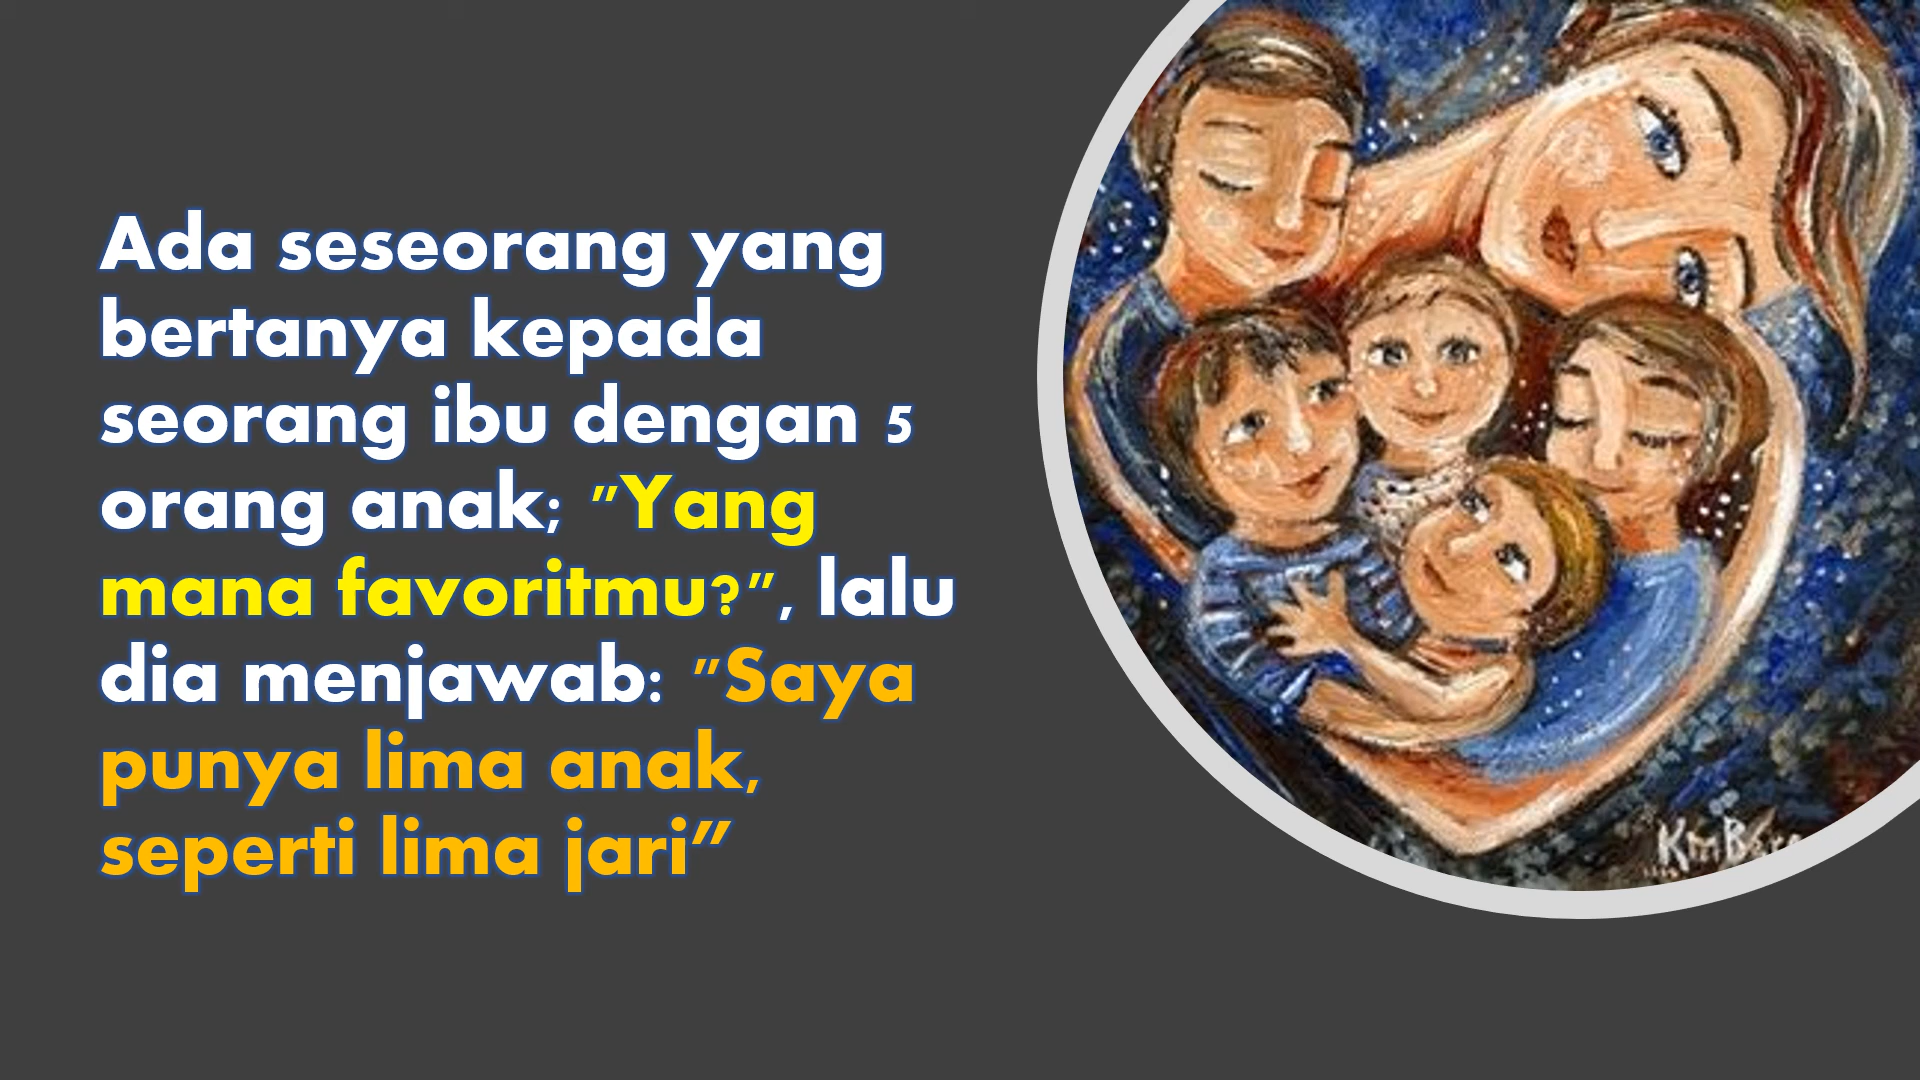 Ada seseorang yang
bertanya kepada
seorang ibu dengan 5
orang anak; "Yang
mana favoritmu?", lalu
dia menjawab: "Saya
punya lima anak,
seperti lima jari"